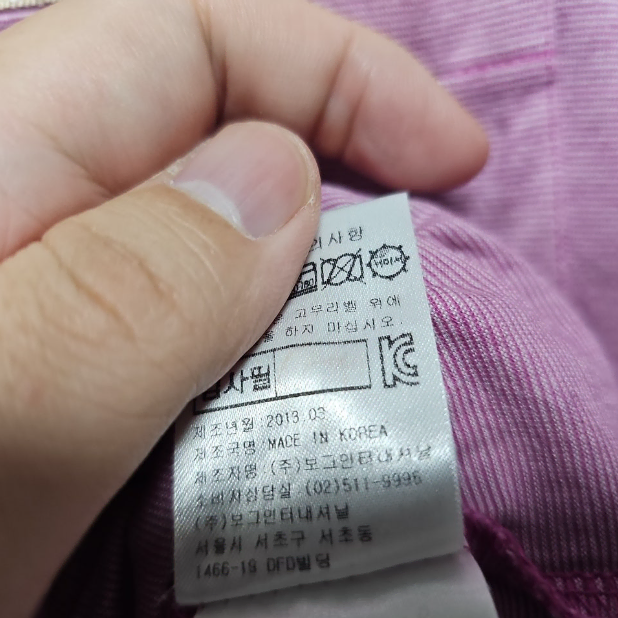 의사항
고무라벨 위에
을 하지 마십시오.
검사필
제조년월 2013.03
제조국명 MADE IN KOREA
제조자명 (주)보그인터내셔날
소비자상담실 (02)511-9996
(주)보그인터내셔날
서울시 서초구 서초동
1466-19 DFD빌딩